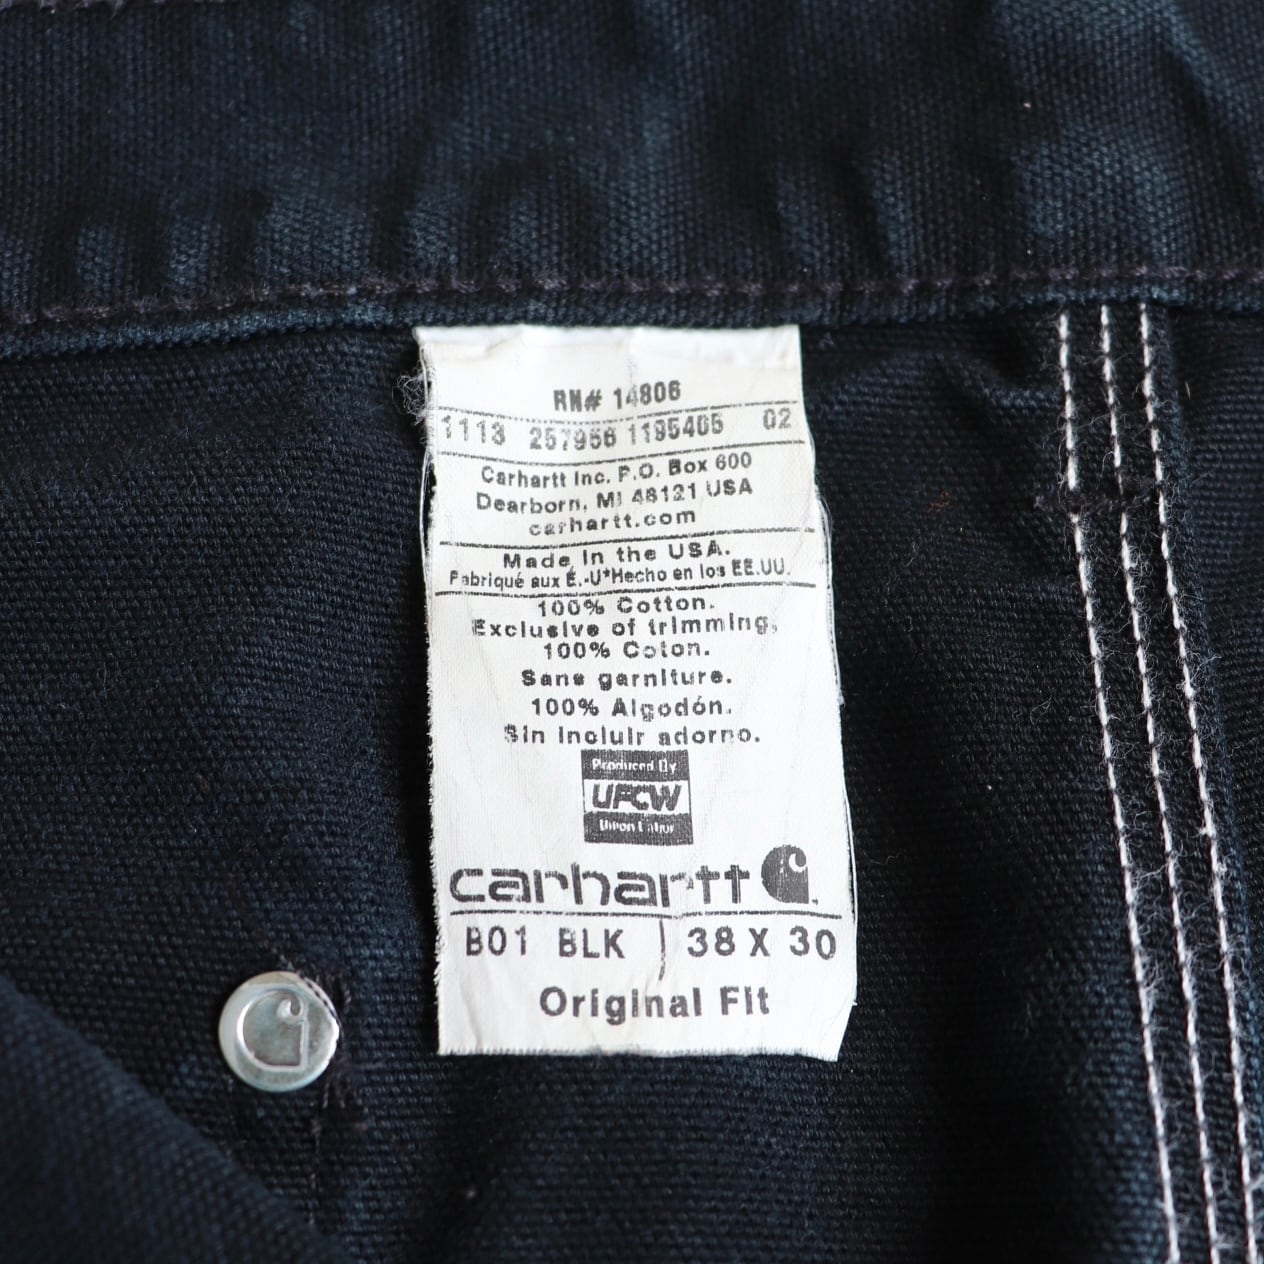 RN# 14806
1113 257956 1195405 02
Carhartt Inc. P.O. Box 600
Dearborn, MI 48121 USA
carhartt.com
Made in the USA.
Fabriqué aux É.-U*Hecho en los EE.UU.
100% Cotton.
Exclusive of trimming.
100% Coton.
Sans garniture.
100% Algodón.
Sin incluir adorno.
Produced By
UFCW
Union Labor
carhartt
B01 BLK 38 X 30
Original Fit